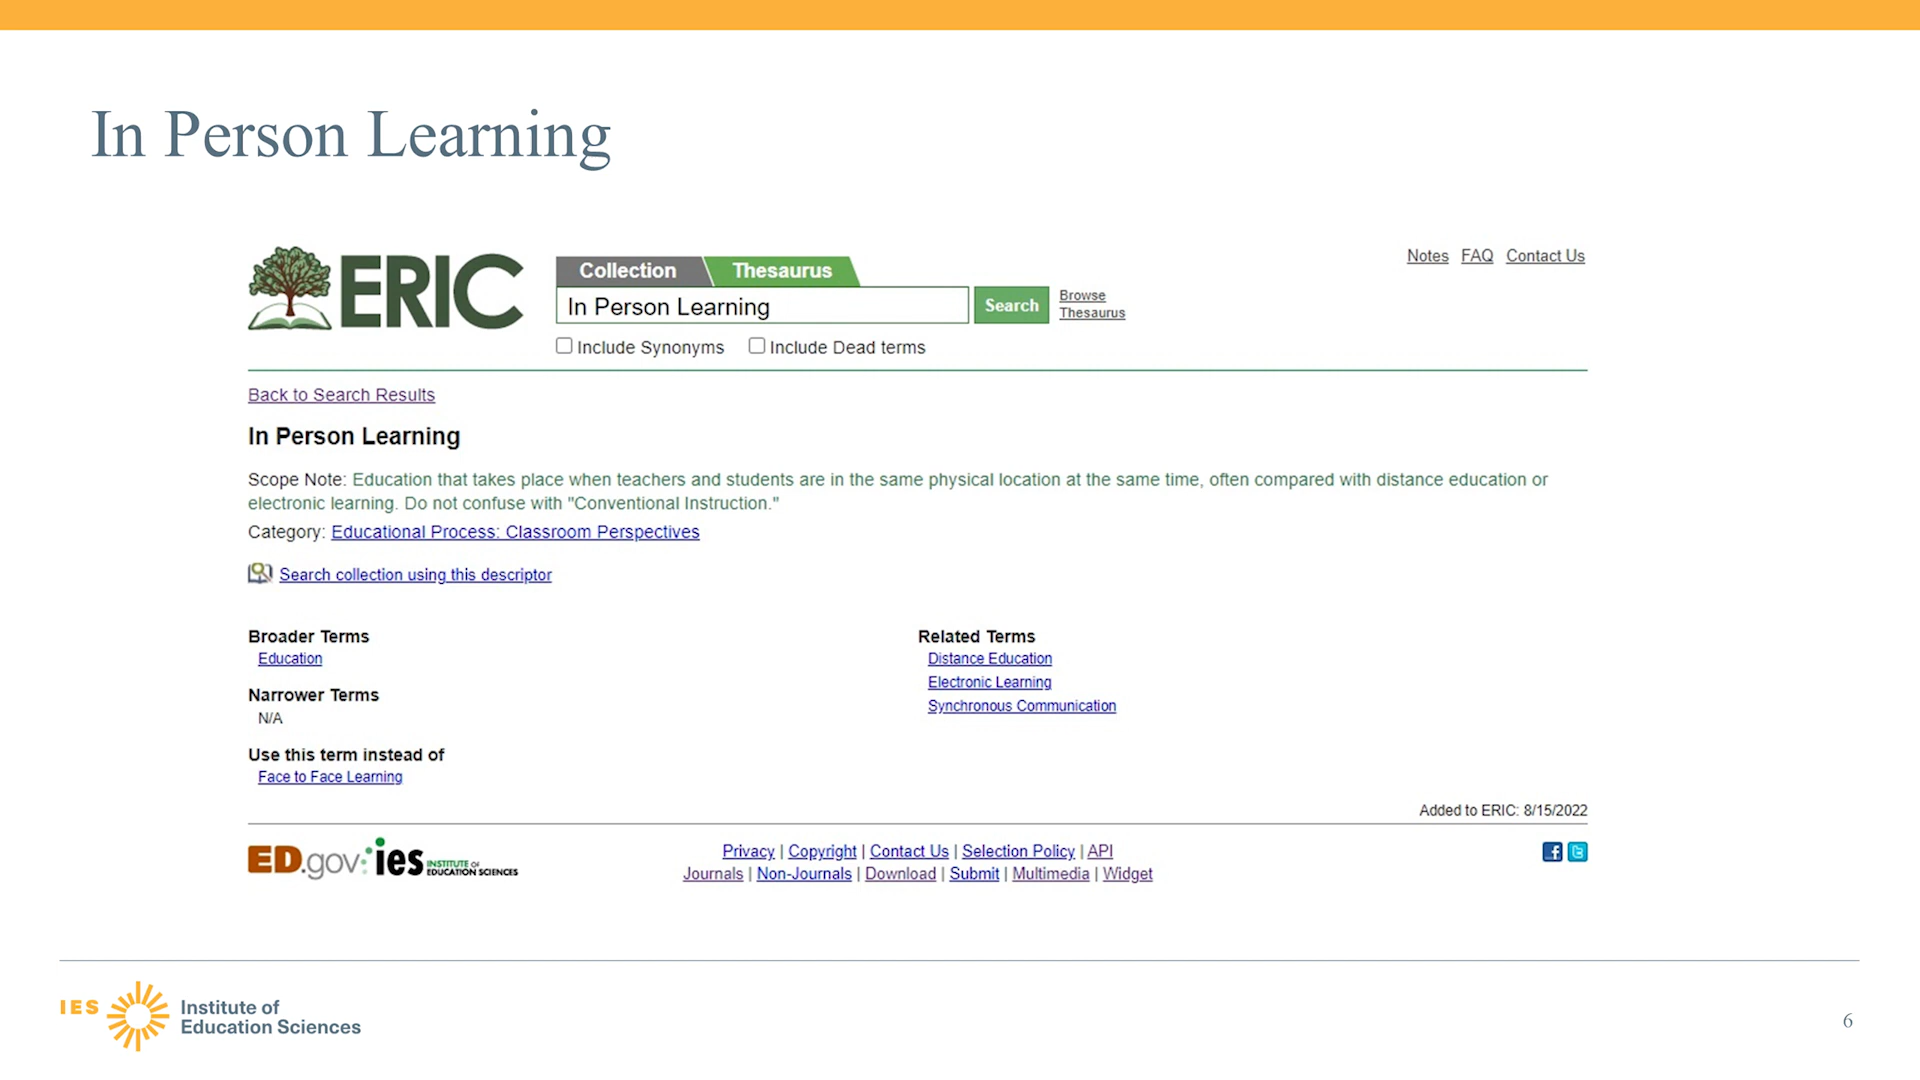 In Person Learning
ERIC
Collection Thesaurus
Notes FAQ Contact Us
In Person Learning Search Browse Thesaurus
Include Synonyms Include Dead terms
Back to Search Results
In Person Learning
Scope Note: Education that takes place when teachers and students are in the same physical location at the same time, often compared with distance education or
electronic learning. Do not confuse with "Conventional Instruction."
Category: Educational Process: Classroom Perspectives
Search collection using this descriptor
Broader Terms
Education
Narrower Terms
N/A
Use this term instead of
Face to Face Learning
Related Terms
Distance Education
Electronic Learning
Synchronous Communication
Added to ERIC: 8/15/2022
ED.gov ies INSTITUTE OF EDUCATION SCIENCES
Privacy | Copyright | Contact Us | Selection Policy | API
Journals | Non-Journals | Download | Submit | Multimedia | Widget
IES Institute of
Education Sciences
6